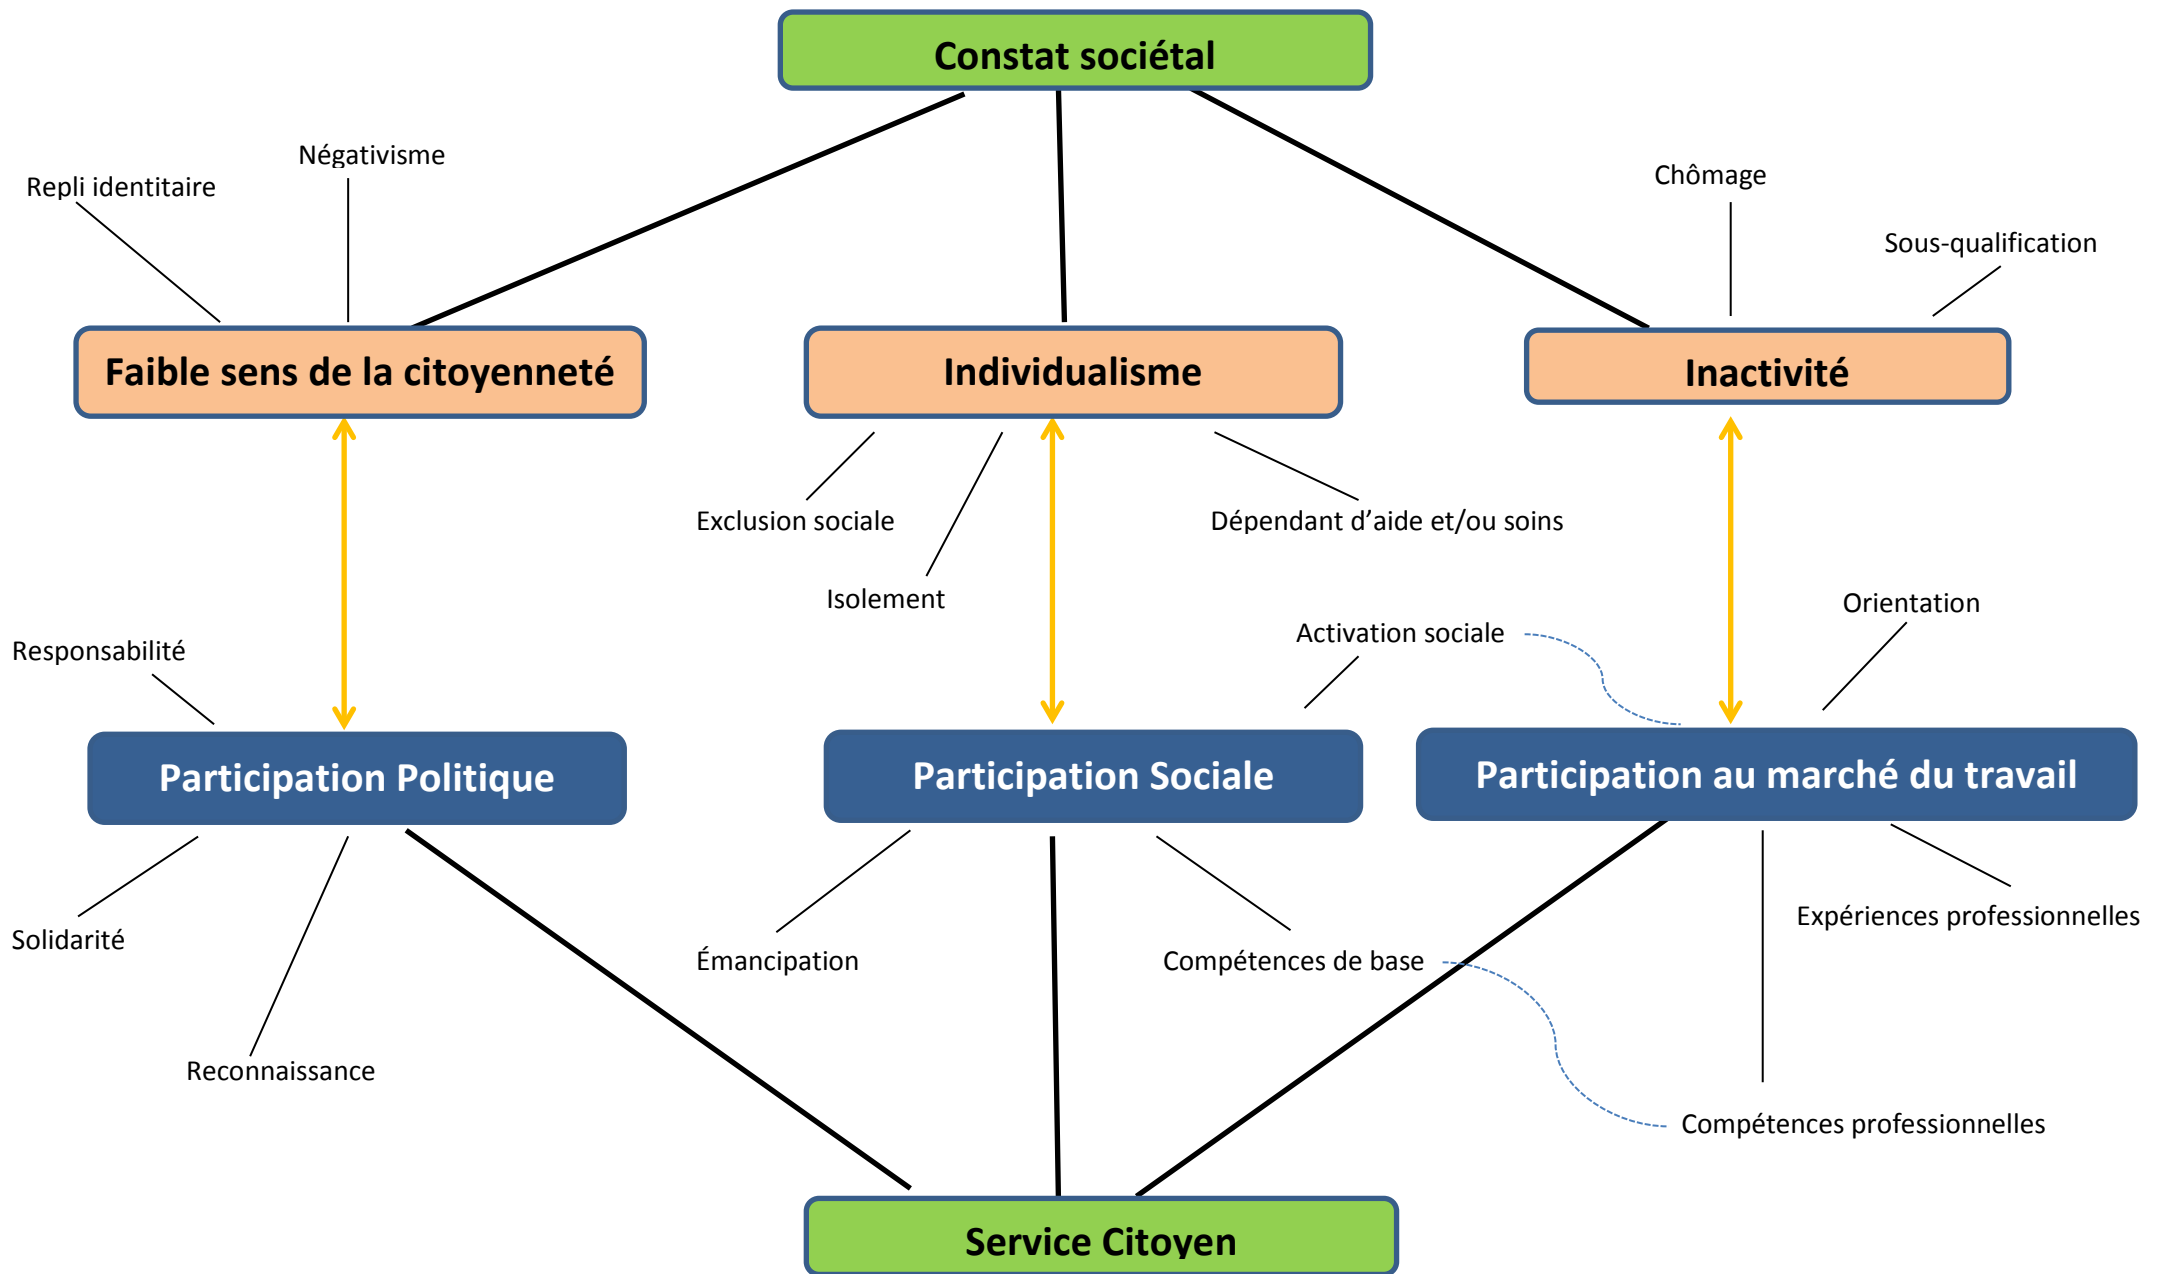 Constat sociétal
Négativisme
Repli identitaire
Chômage
Sous-qualification
Faible sens de la citoyenneté
Individualisme
Inactivité
Exclusion sociale
Dépendant d’aide et/ou soins
Isolement
Orientation
Activation sociale
Responsabilité
Participation Politique
Participation Sociale
Participation au marché du travail
Expériences professionnelles
Solidarité
Émancipation
Compétences de base
Reconnaissance
Compétences professionnelles
Service Citoyen